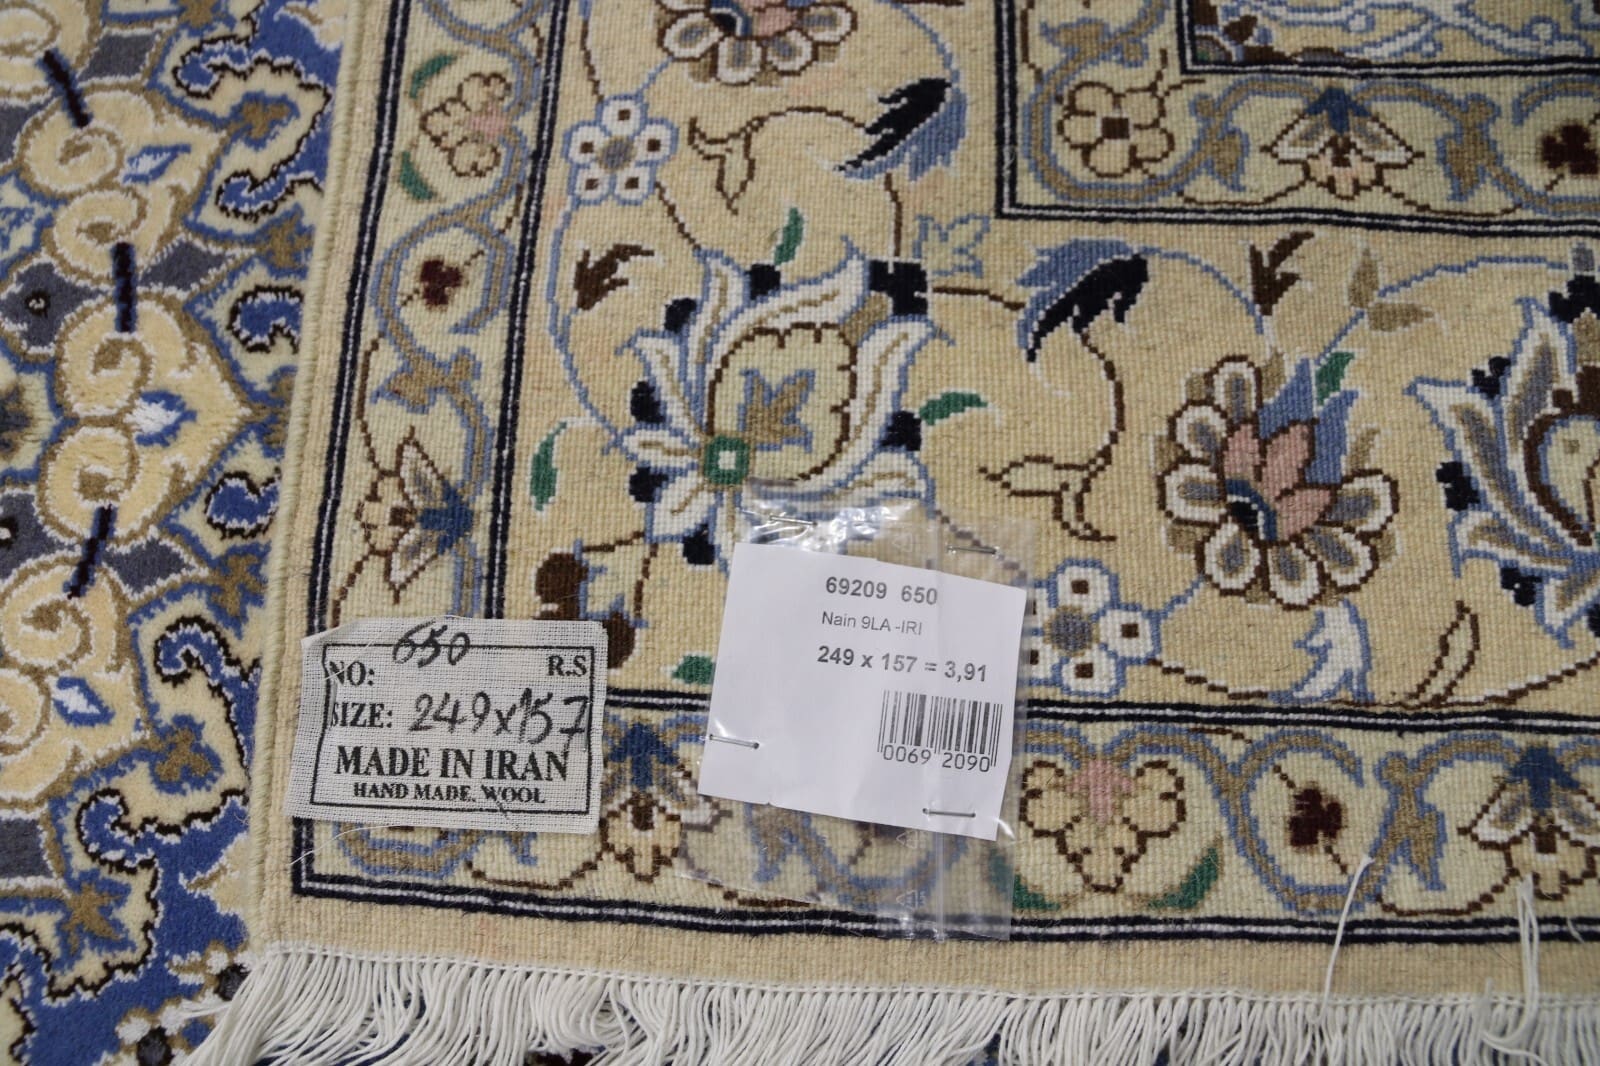 NO: 650 R.S
SIZE: 249x157
MADE IN IRAN
HAND MADE. WOOL
69209 650
Nain 9LA -IRI
249 x 157 = 3,91
0069 2090